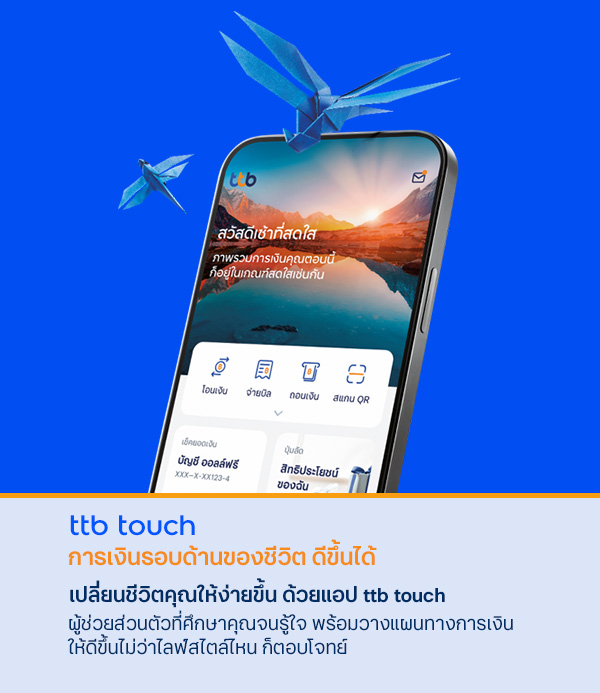 ttb
สวัสดีเช้าที่สดใส
ภาพรวมการเงินคุณตอนนี้
ก็อยู่ในเกณฑ์สดใสเช่นกัน
โอนเงิน จ่ายบิล ถอนเงิน สแกน QR
เช็คยอดเงิน
บัญชี ออลล์ฟรี
XXX-X-XX123-4
ปุ่มลัด
สิทธิประโยชน์
ของฉัน
ttb touch
การเงินรอบด้านของชีวิต ดีขึ้นได้
เปลี่ยนชีวิตคุณให้ง่ายขึ้น ด้วยแอป ttb touch
ผู้ช่วยส่วนตัวที่ศึกษาคุณจนรู้ใจ พร้อมวางแผนทางการเงิน
ให้ดีขึ้นไม่ว่าไลฟ์สไตล์ไหน ก็ตอบโจทย์